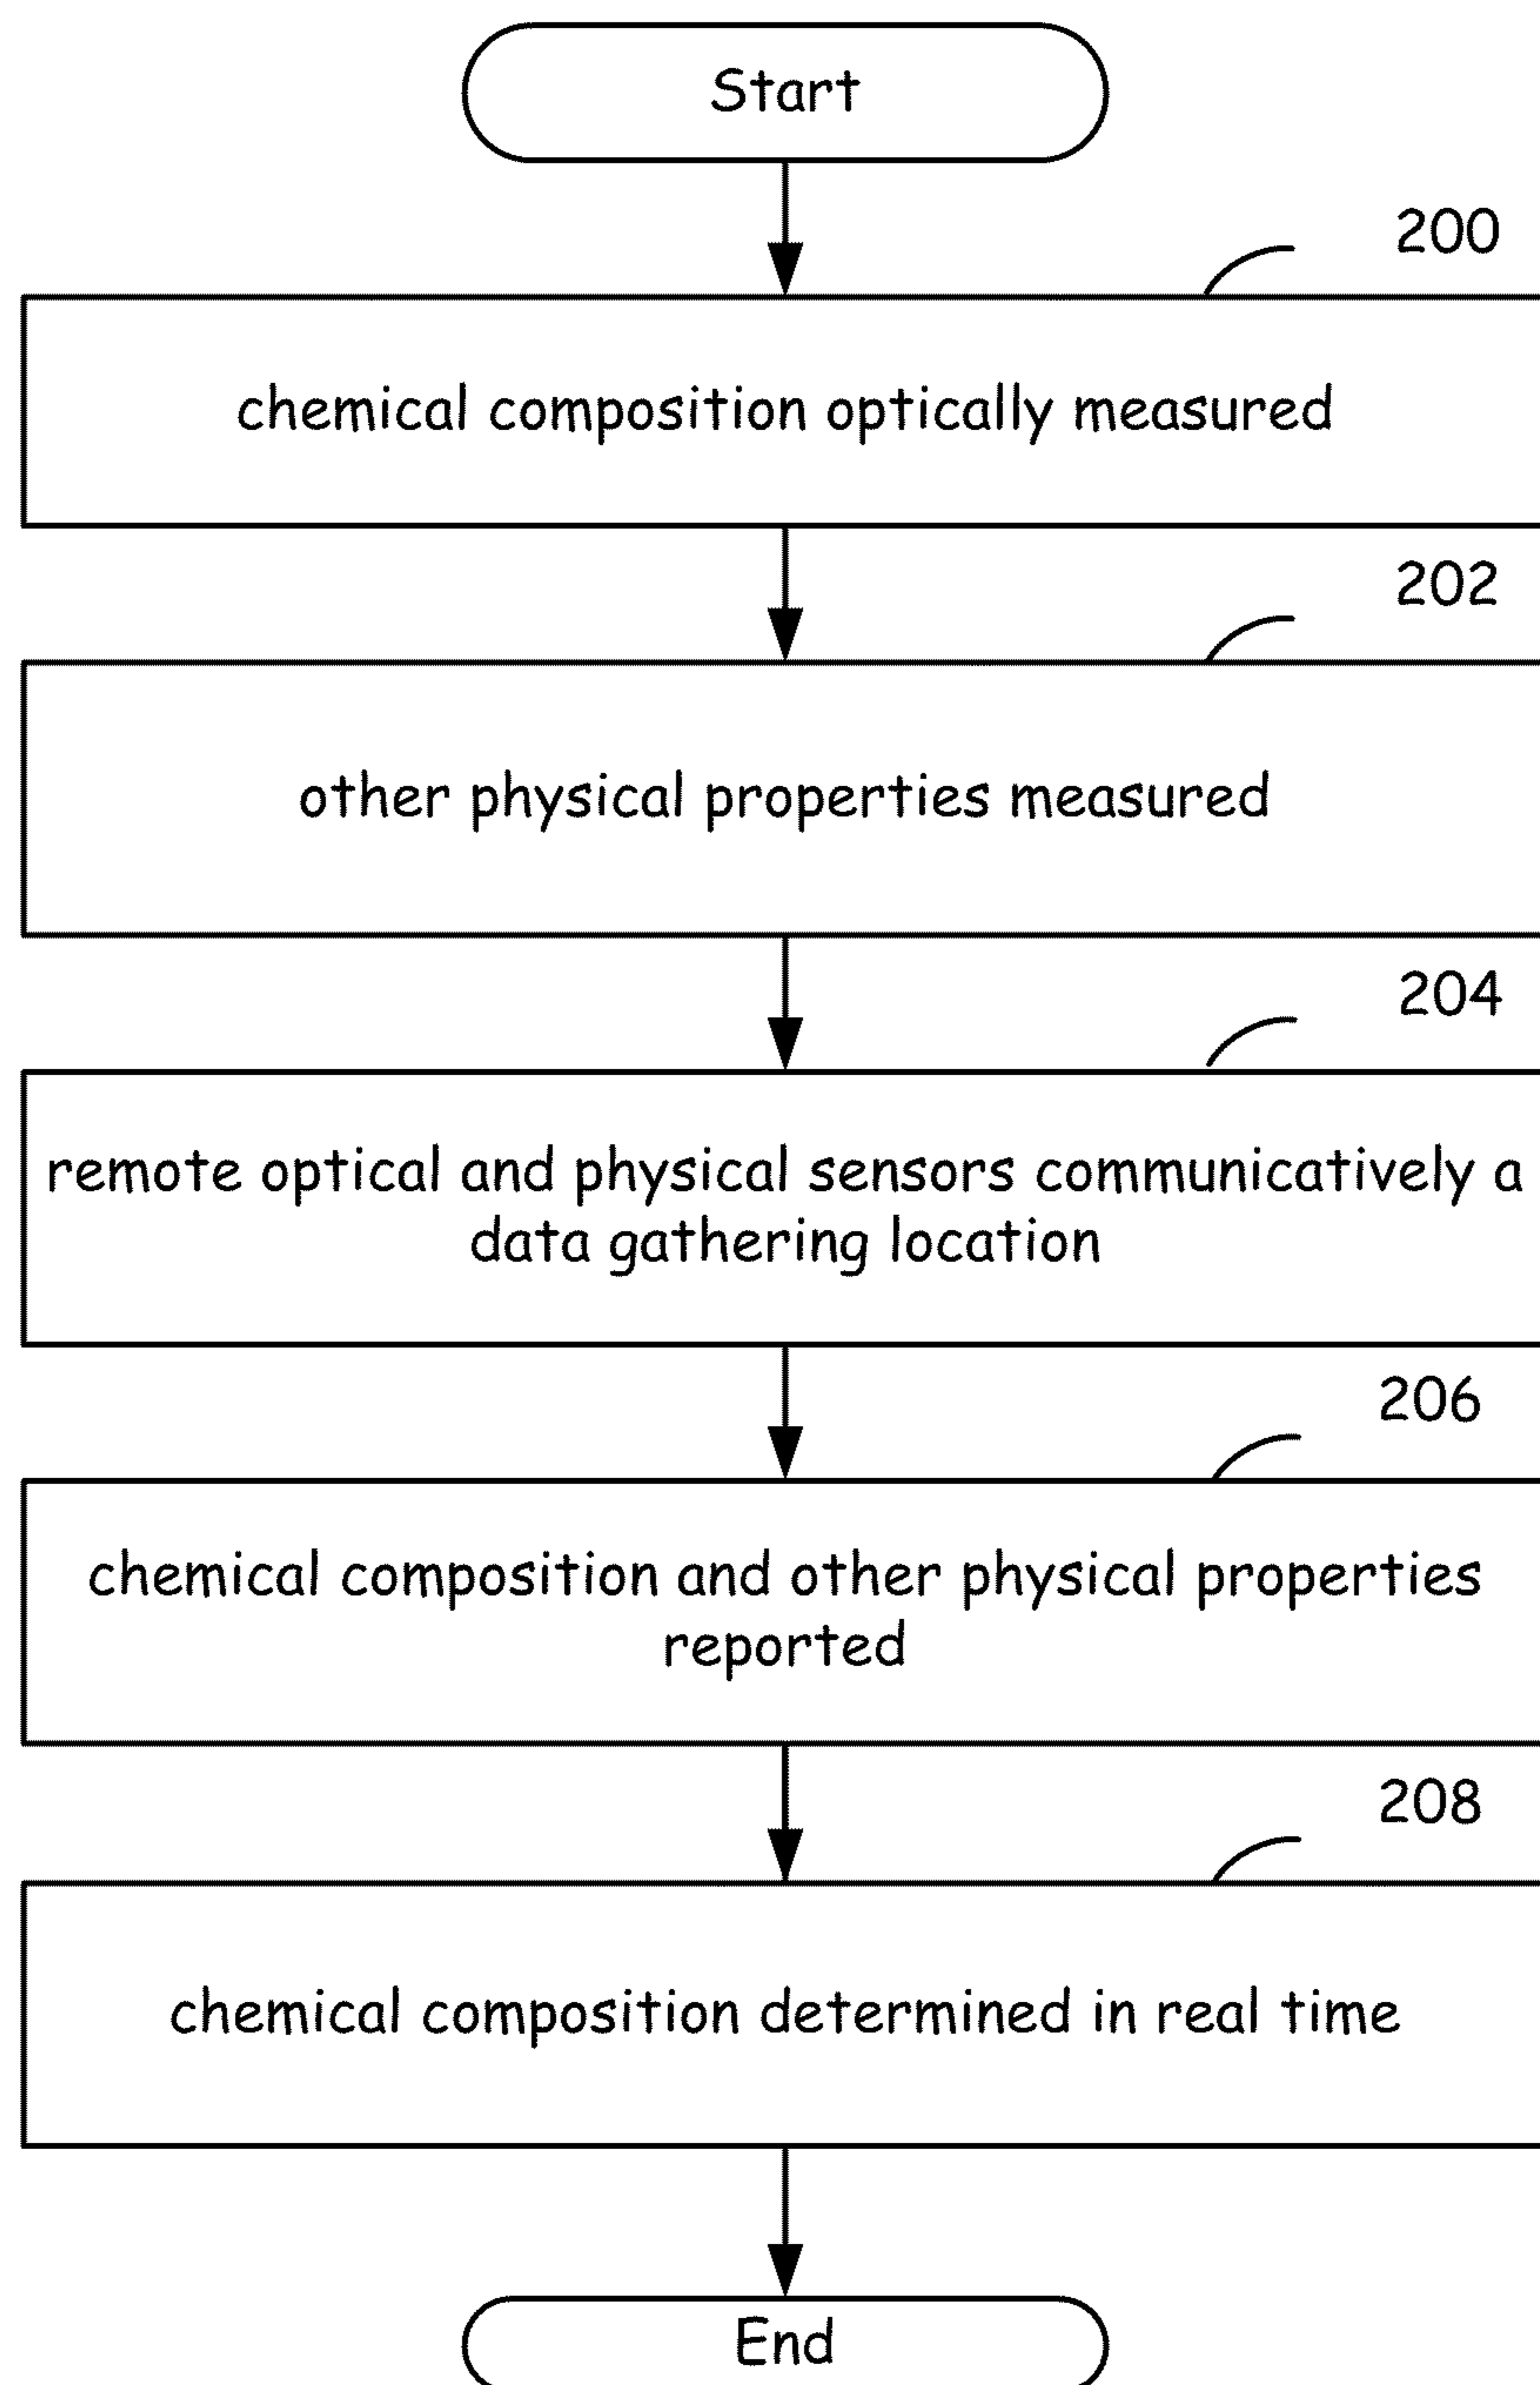 Start
200
chemical composition optically measured
202
other physical properties measured
204
remote optical and physical sensors communicatively a
data gathering location
206
chemical composition and other physical properties
reported
208
chemical composition determined in real time
End